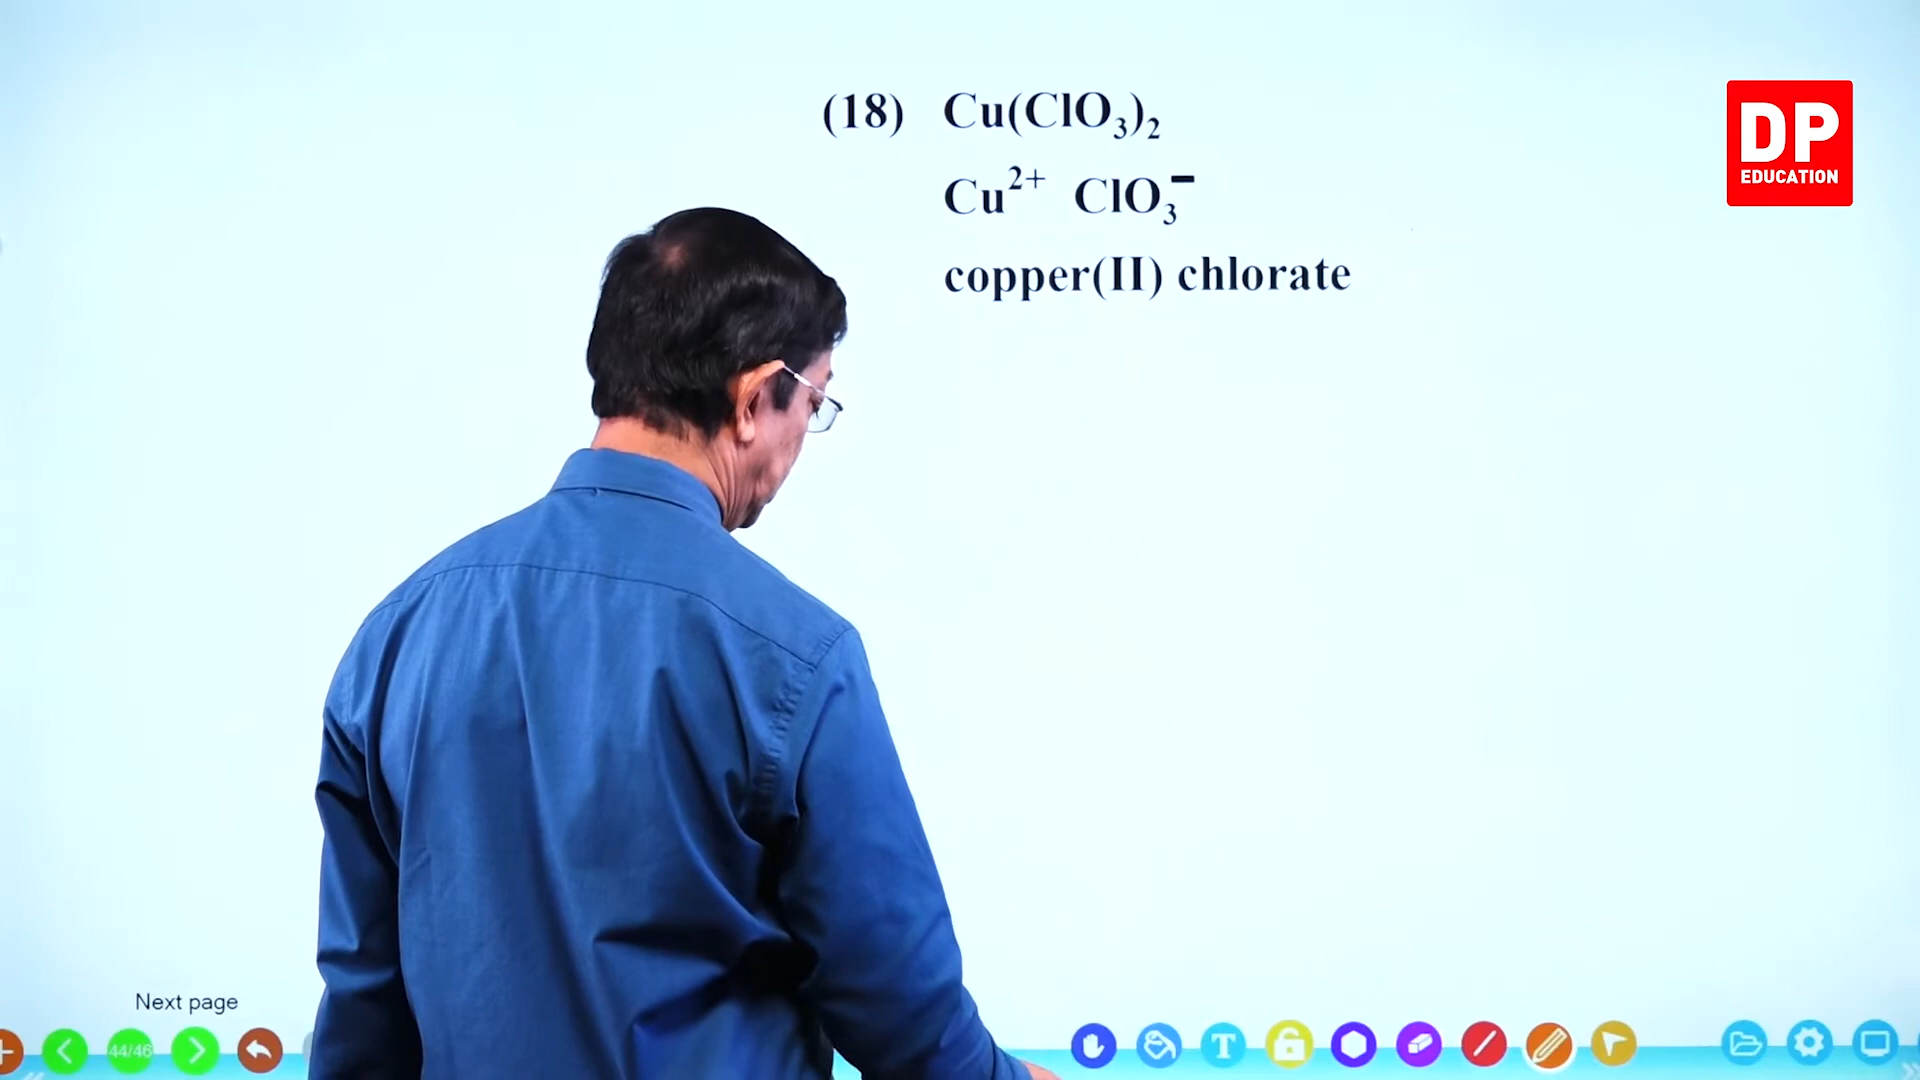 (18) Cu(ClO₃)₂
Cu²⁺ ClO₃⁻
copper(II) chlorate
DP
EDUCATION
Next page
44/46
T